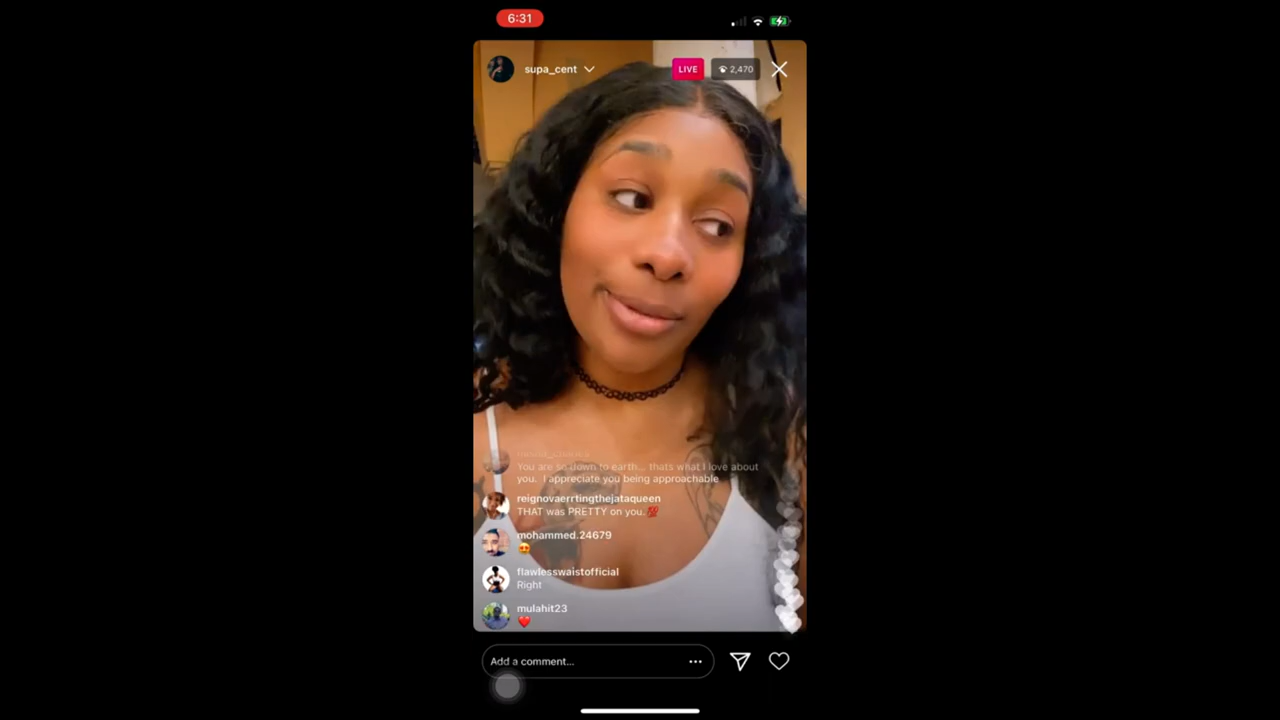 6:31
supa_cent
LIVE
2,470
You are so down to earth... thats what I love about
you. I appreciate you being approachable
reignovaerrtingthejataqueen
THAT was PRETTY on you.💯
mohammed.24679
😍
flawlesswaistofficial
Right
mulahit23
❤️
Add a comment...